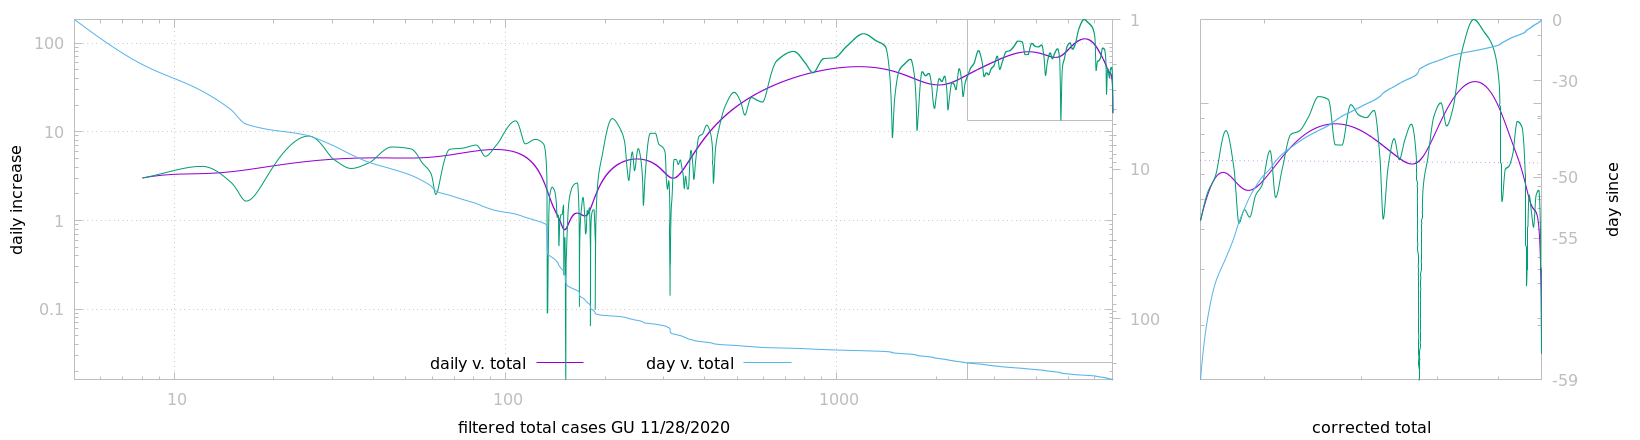 daily increase
100
10
1
0.1
10
100
1000
daily v. total
day v. total
filtered total cases GU 11/28/2020
1
10
100
0
-30
-50
-55
-59
day since
corrected total